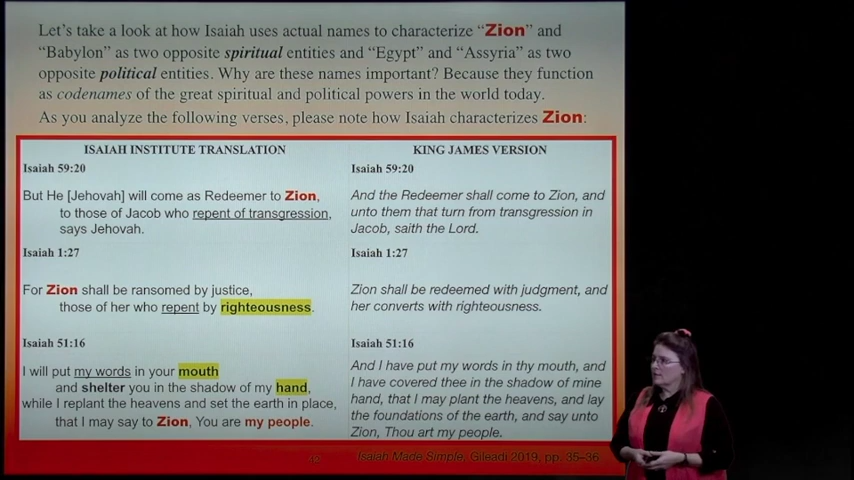 Let's take a look at how Isaiah uses actual names to characterize “Zion” and
“Babylon” as two opposite spiritual entities and “Egypt” and “Assyria” as two
opposite political entities. Why are these names important? Because they function
as codenames of the great spiritual and political powers in the world today.
As you analyze the following verses, please note how Isaiah characterizes Zion:
ISAIAH INSTITUTE TRANSLATION
Isaiah 59:20
But He [Jehovah] will come as Redeemer to Zion,
to those of Jacob who repent of transgression,
says Jehovah.
Isaiah 1:27
For Zion shall be ransomed by justice,
those of her who repent by righteousness.
Isaiah 51:16
I will put my words in your mouth
and shelter you in the shadow of my hand,
while I replant the heavens and set the earth in place,
that I may say to Zion, You are my people.
KING JAMES VERSION
Isaiah 59:20
And the Redeemer shall come to Zion, and
unto them that turn from transgression in
Jacob, saith the Lord.
Isaiah 1:27
Zion shall be redeemed with judgment, and
her converts with righteousness.
Isaiah 51:16
And I have put my words in thy mouth, and
I have covered thee in the shadow of mine
hand, that I may plant the heavens, and lay
the foundations of the earth, and say unto
Zion, Thou art my people.
42
Isaiah Made Simple, Gileadi 2019, pp. 35–36